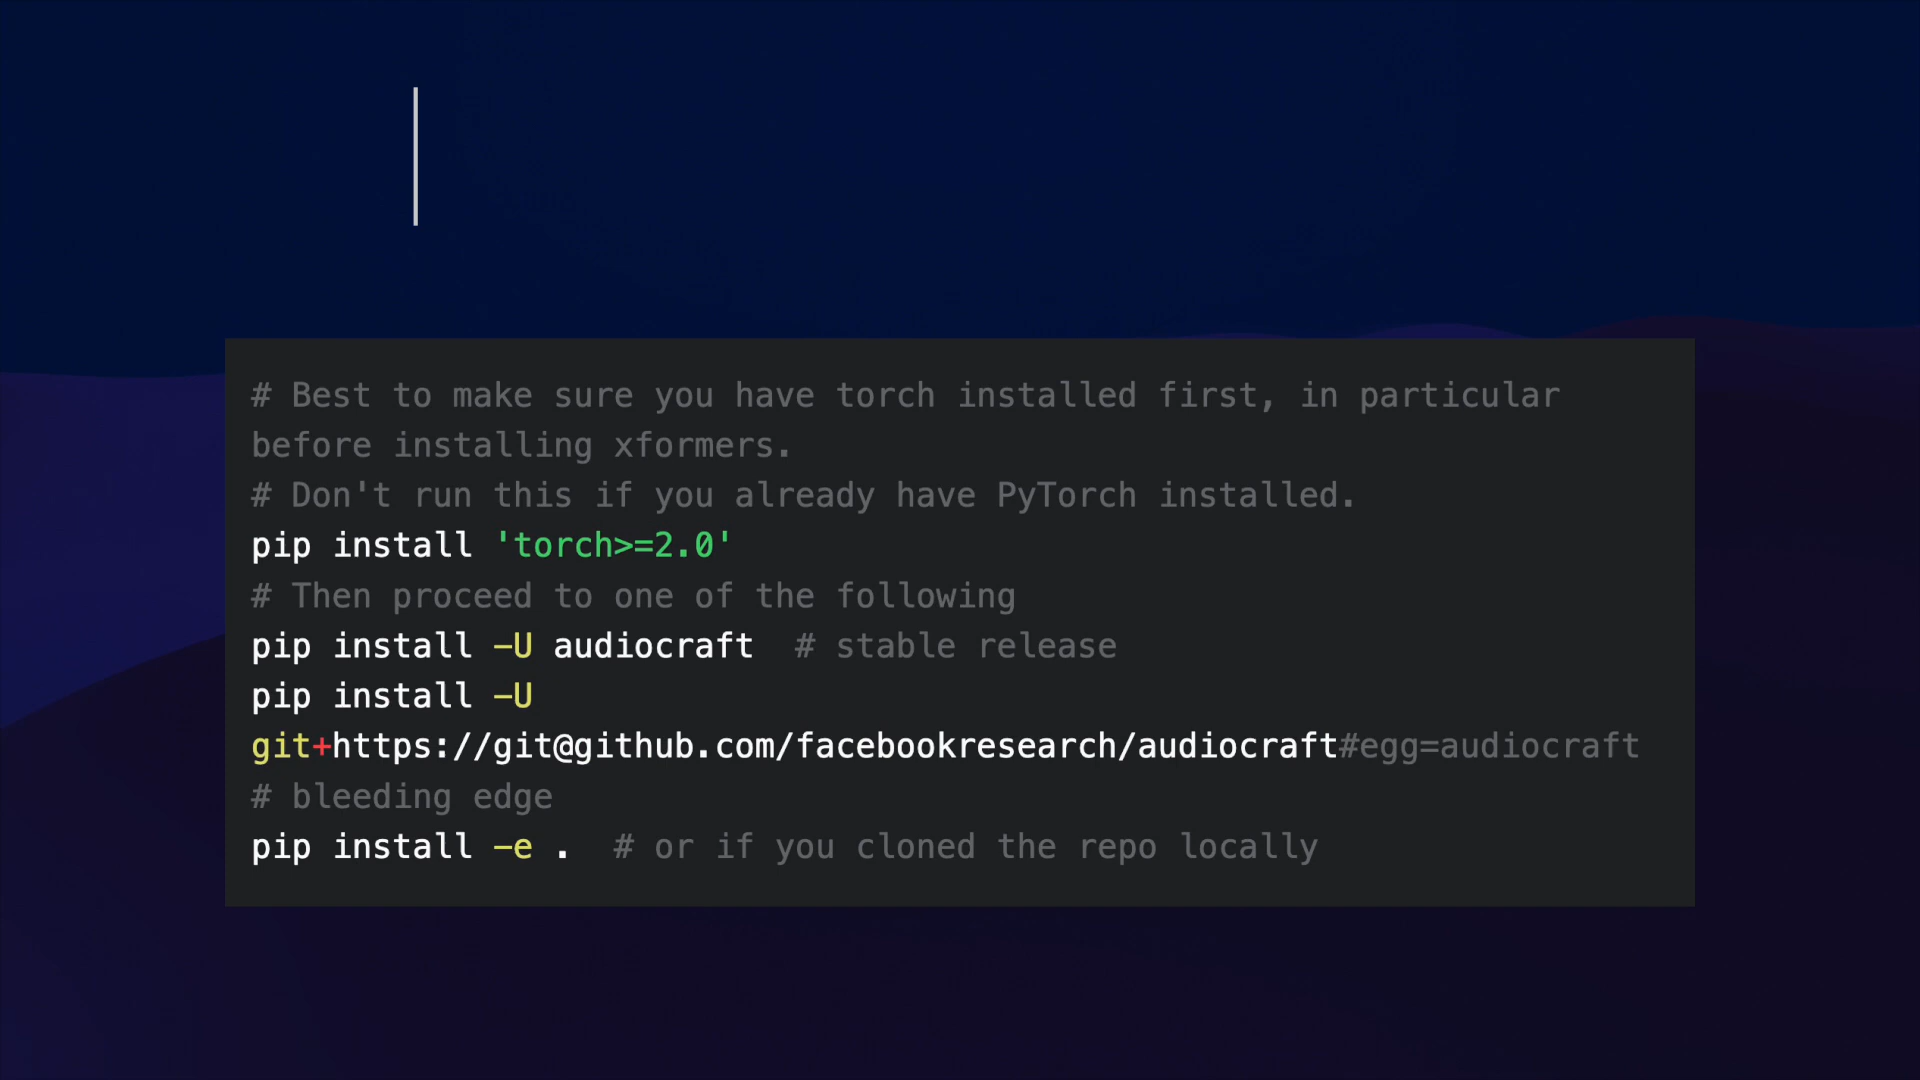 # Best to make sure you have torch installed first, in particular
before installing xformers.
# Don't run this if you already have PyTorch installed.
pip install 'torch>=2.0'
# Then proceed to one of the following
pip install -U audiocraft  # stable release
pip install -U
git+https://git@github.com/facebookresearch/audiocraft#egg=audiocraft
# bleeding edge
pip install -e .  # or if you cloned the repo locally